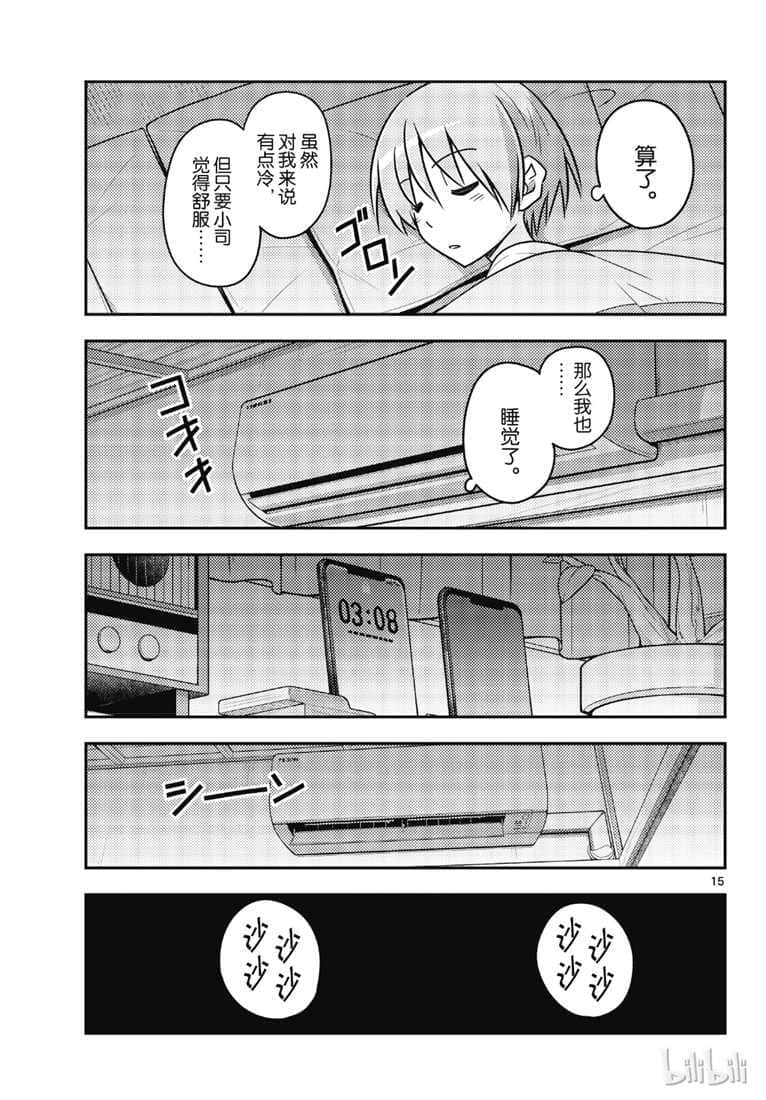 算了。
虽然
对我来说
有点冷，
但只要小司
觉得舒服……
ゴロン
那么我也
……
睡觉了。
コオオオ
03:08
シーーン
15
沙沙
沙沙
沙沙
沙沙
bilibili